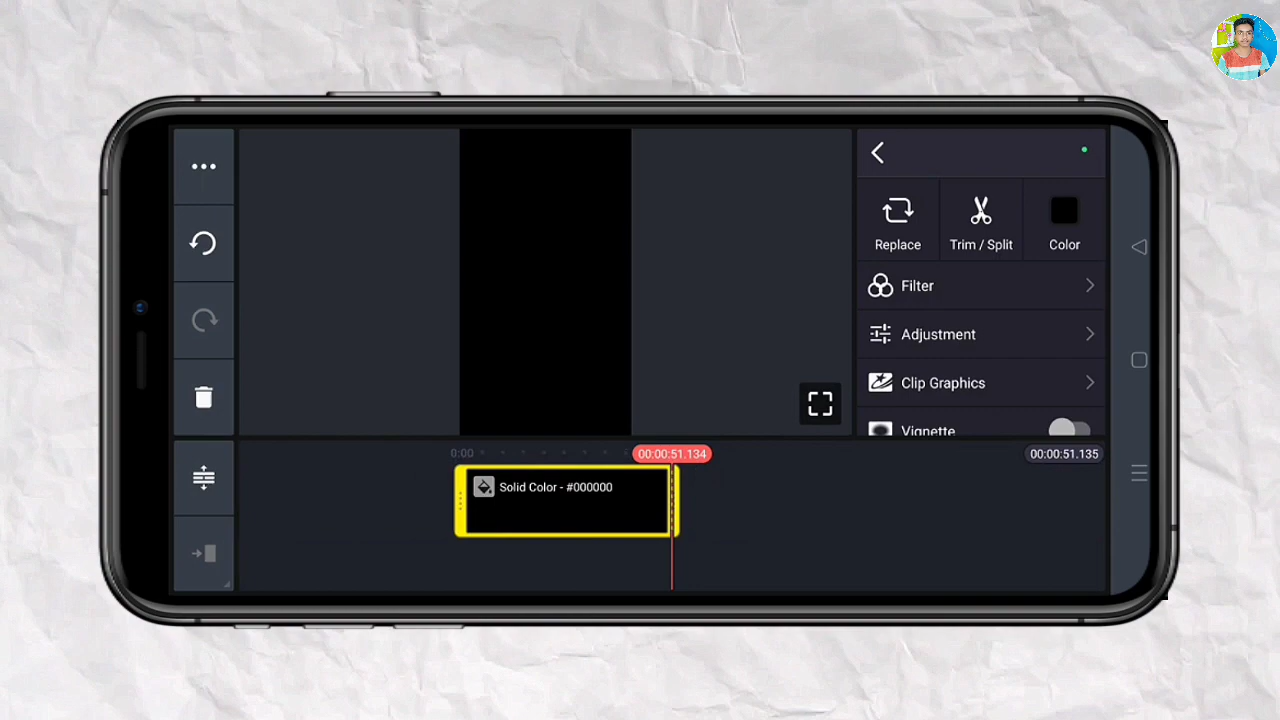 Replace
Trim / Split
Color
Filter
Adjustment
Clip Graphics
Vignette
0:00
00:00:51.134
00:00:51.135
Solid Color - #000000